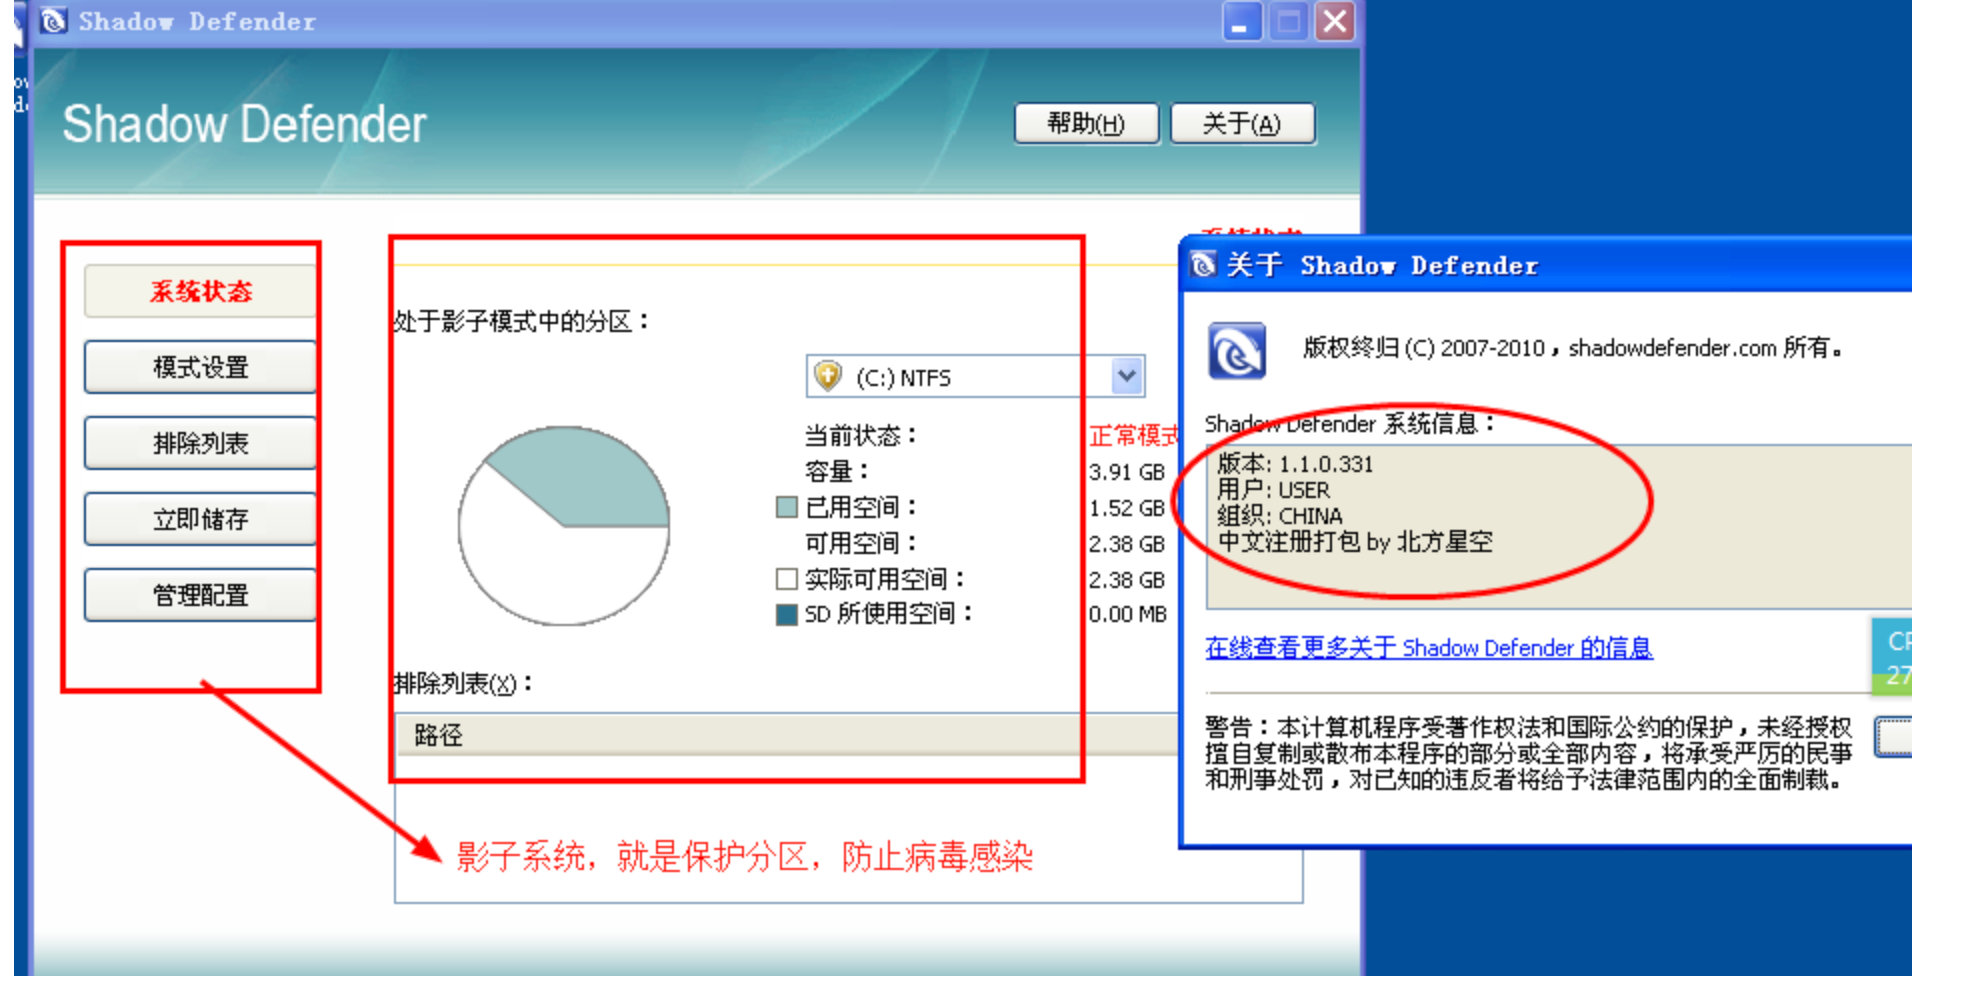 Shadow Defender
Shadow Defender
帮助(H)
关于(A)
系统状态
模式设置
排除列表
立即储存
管理配置
系统状态
处于影子模式中的分区：
(C:) NTFS
当前状态： 正常模式
容量： 3.91 GB
已用空间： 1.52 GB
可用空间： 2.38 GB
实际可用空间： 2.38 GB
SD 所使用空间： 0.00 MB
排除列表(X)：
路径
影子系统，就是保护分区，防止病毒感染
关于 Shadow Defender
版权终归 (C) 2007-2010，shadowdefender.com 所有。
Shadow Defender 系统信息：
版本: 1.1.0.331
用户: USER
组织: CHINA
中文注册打包 by 北方星空
在线查看更多关于 Shadow Defender 的信息
27
警告：本计算机程序受著作权法和国际公约的保护，未经授权
擅自复制或散布本程序的部分或全部内容，将承受严厉的民事
和刑事处罚，对已知的违反者将给予法律范围内的全面制裁。